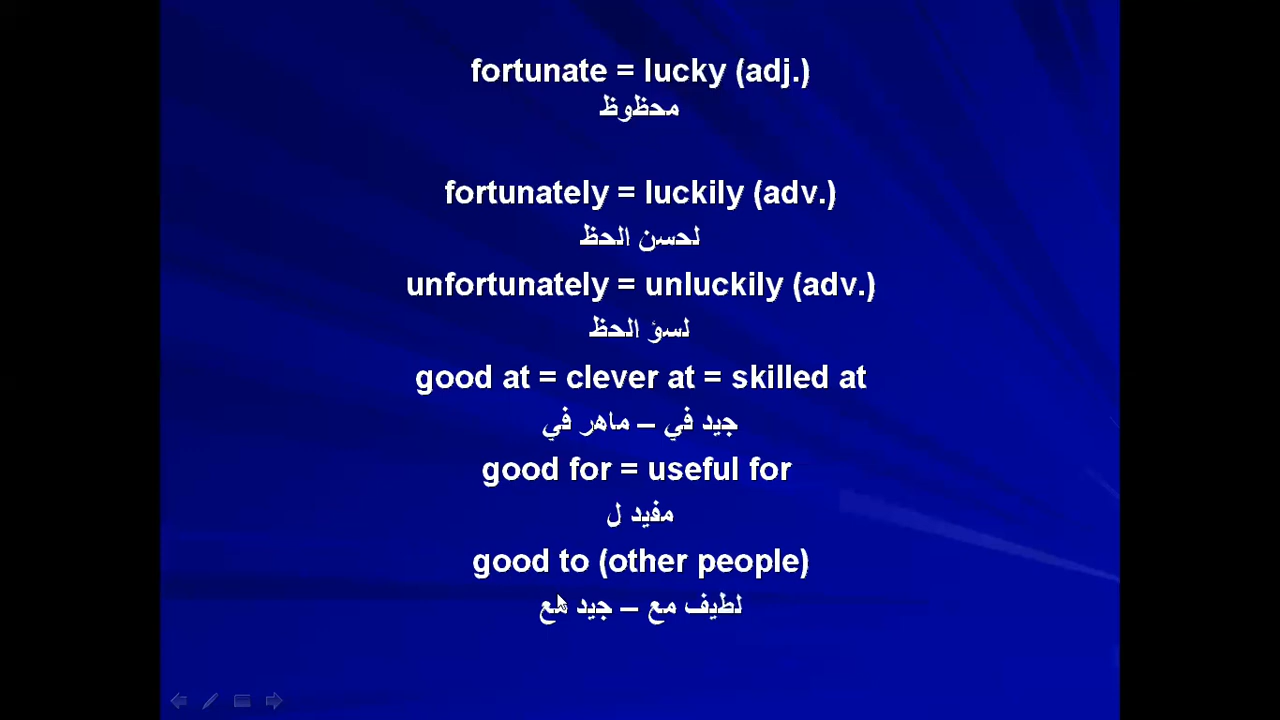 fortunate = lucky (adj.)
محظوظ
fortunately = luckily (adv.)
لحسن الحظ
unfortunately = unluckily (adv.)
لسؤ الحظ
good at = clever at = skilled at
جيد في – ماهر في
good for = useful for
مفيد ل
good to (other people)
لطيف مع – جيد مع